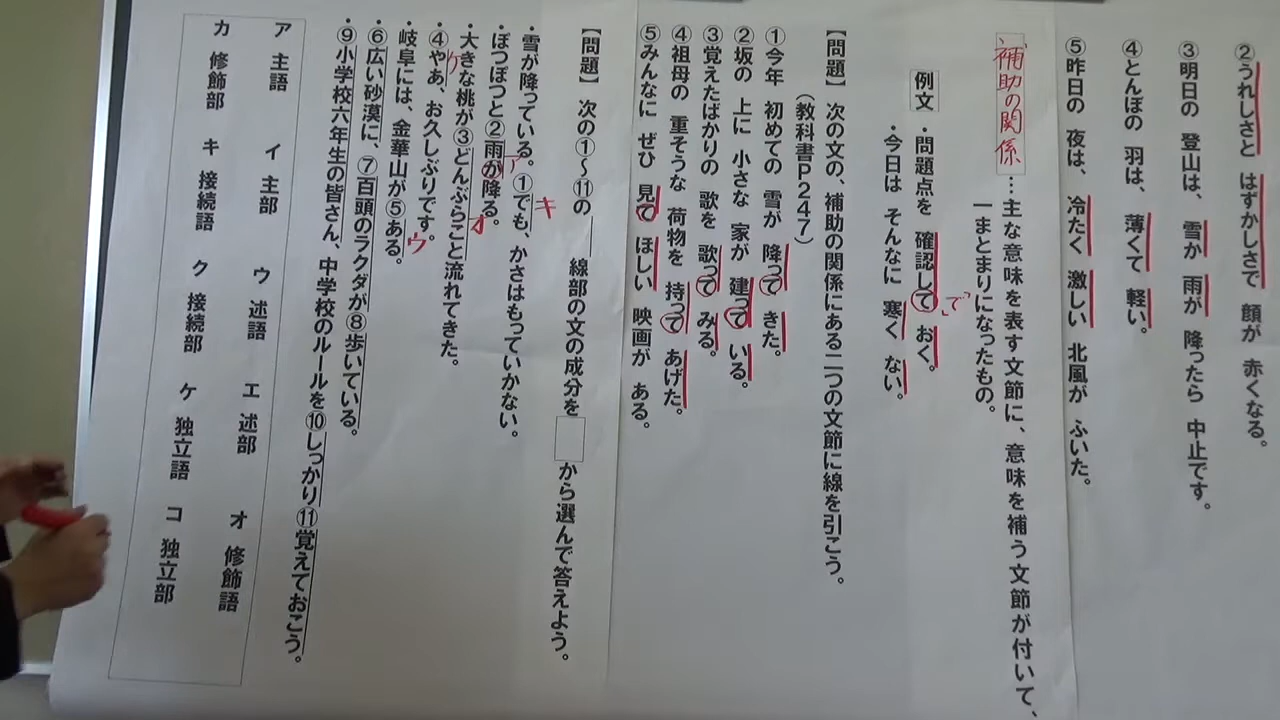 ②うれしさと はずかしさで 顔が 赤くなる。
③明日の 登山は、 雪か 雨が 降ったら 中止です。
④とんぼの 羽は、 薄くて 軽い。
⑤昨日の 夜は、 冷たく 激しい 北風が ふいた。
補助の関係…主な意味を表す文節に、意味を補う文節が付いて、
一まとまりになったもの。
「て」「で」
例文 ・問題点を 確認して おく。
・今日は そんなに 寒く ない。
【問題】 次の文の、補助の関係にある二つの文節に線を引こう。
(教科書P247)
①今年 初めての 雪が 降って きた。
②坂の 上に 小さな 家が 建って いる。
③覚えたばかりの 歌を 歌って みる。
④祖母の 重そうな 荷物を 持って あげた。
⑤みんなに ぜひ 見て ほしい 映画が ある。
【問題】 次の①〜⑪の 線部の文の成分を から選んで答えよう。
・雪が降っている。①でも、かさはもっていかない。
キ
・ぽつぽつと②雨が降る。
ア
・大きな桃が③どんぶらこと流れてきた。
オ
・④やあ、お久しぶりです。
ケ
・岐阜には、金華山が⑤ある。
ウ
・⑥広い砂漠に、⑦百頭のラクダが⑧歩いている。
・⑨小学校六年生の皆さん、中学校のルールを⑩しっかり⑪覚えておこう。
ア 主語 イ 主部 ウ 述語 エ 述部 オ 修飾語
カ 修飾部 キ 接続語 ク 接続部 ケ 独立語 コ 独立部